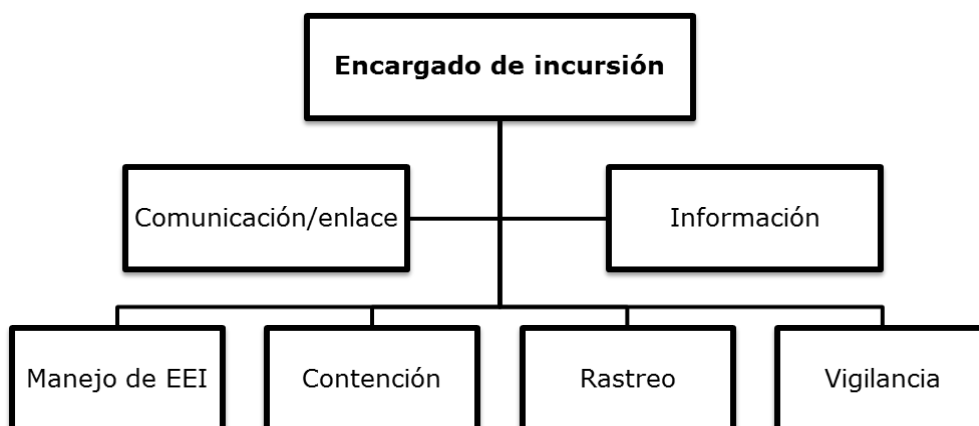 Encargado de incursión
Comunicación/enlace
Información
Manejo de EEI
Contención
Rastreo
Vigilancia